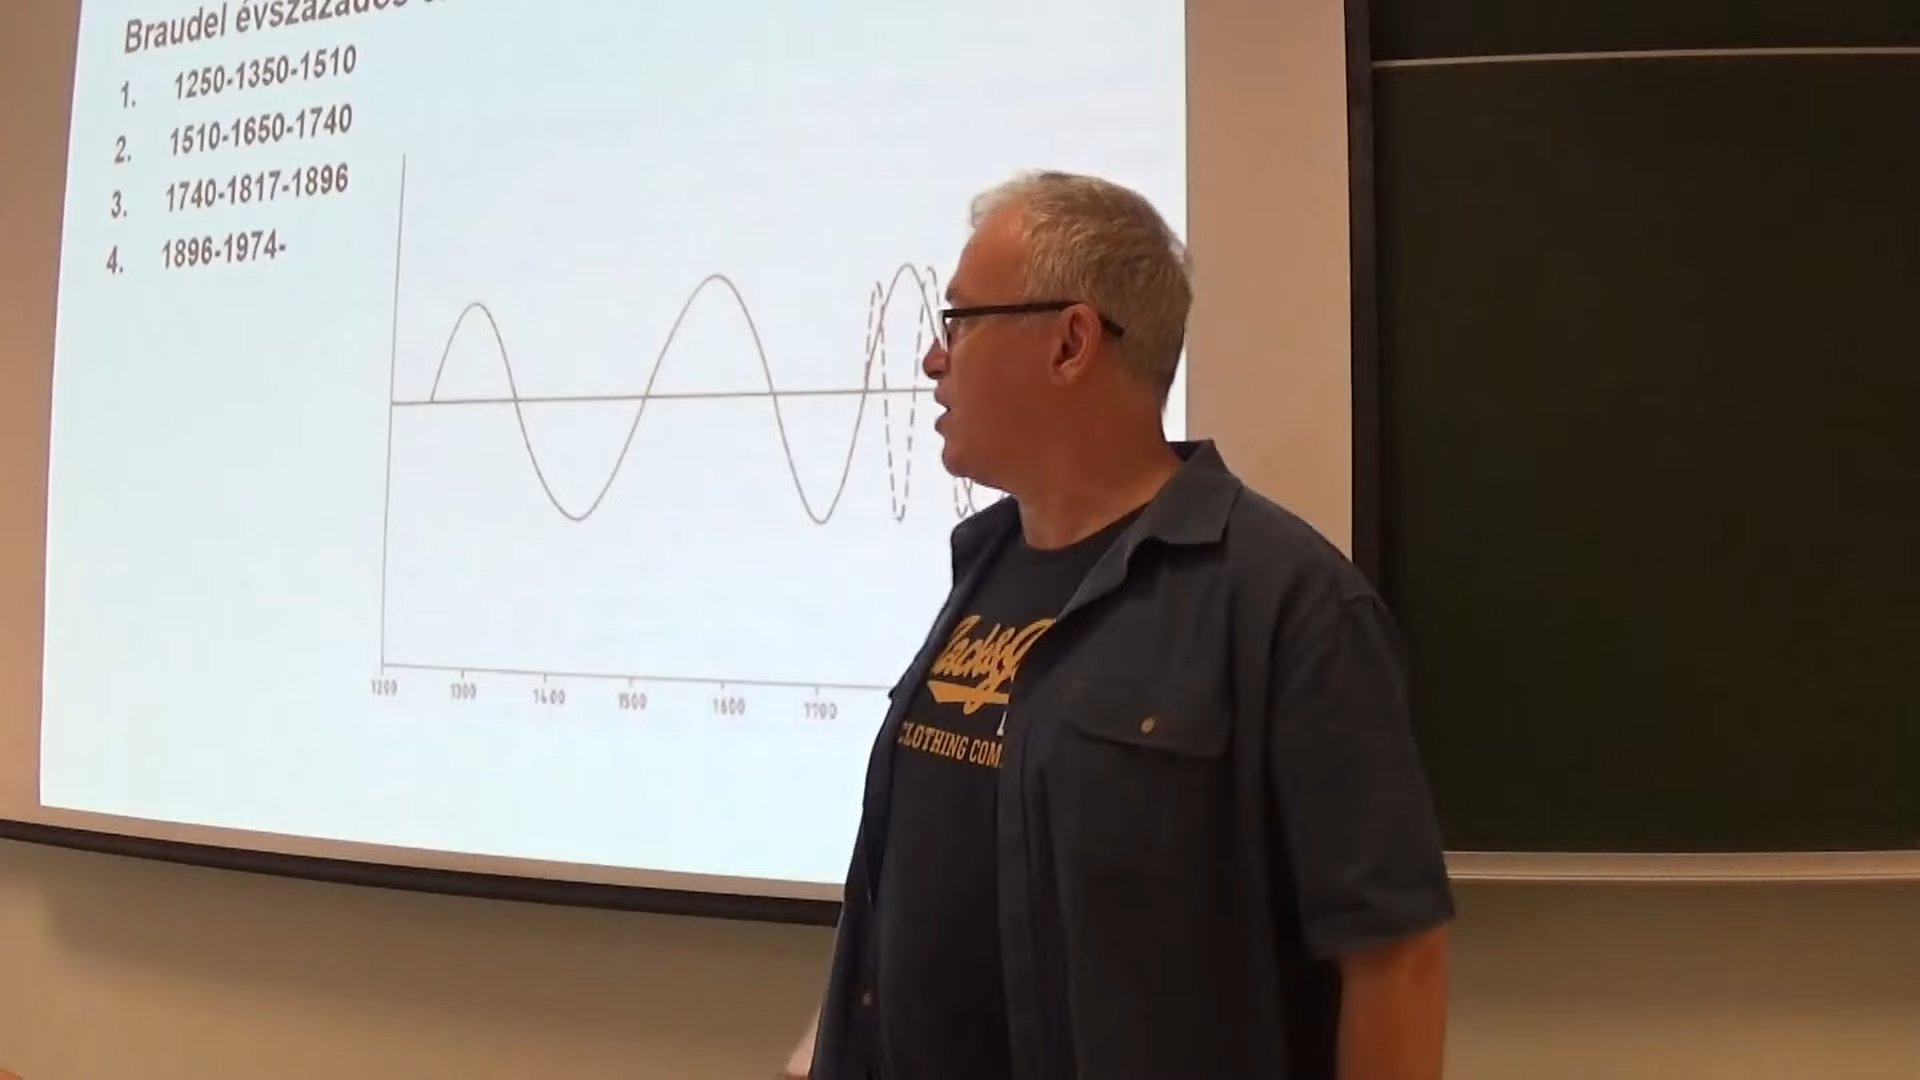 Braudel évszázados
1. 1250-1350-1510
2. 1510-1650-1740
3. 1740-1817-1896
4. 1896-1974-
1200 1300 1400 1500 1600 1700
CLOTHING COM